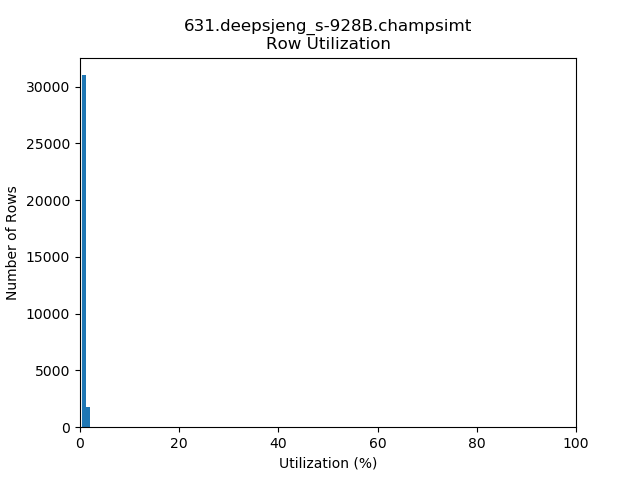 631.deepsjeng_s-928B.champsimt
Row Utilization
30000
25000
20000
15000
10000
5000
0
Number of Rows
0 20 40 60 80 100
Utilization (%)